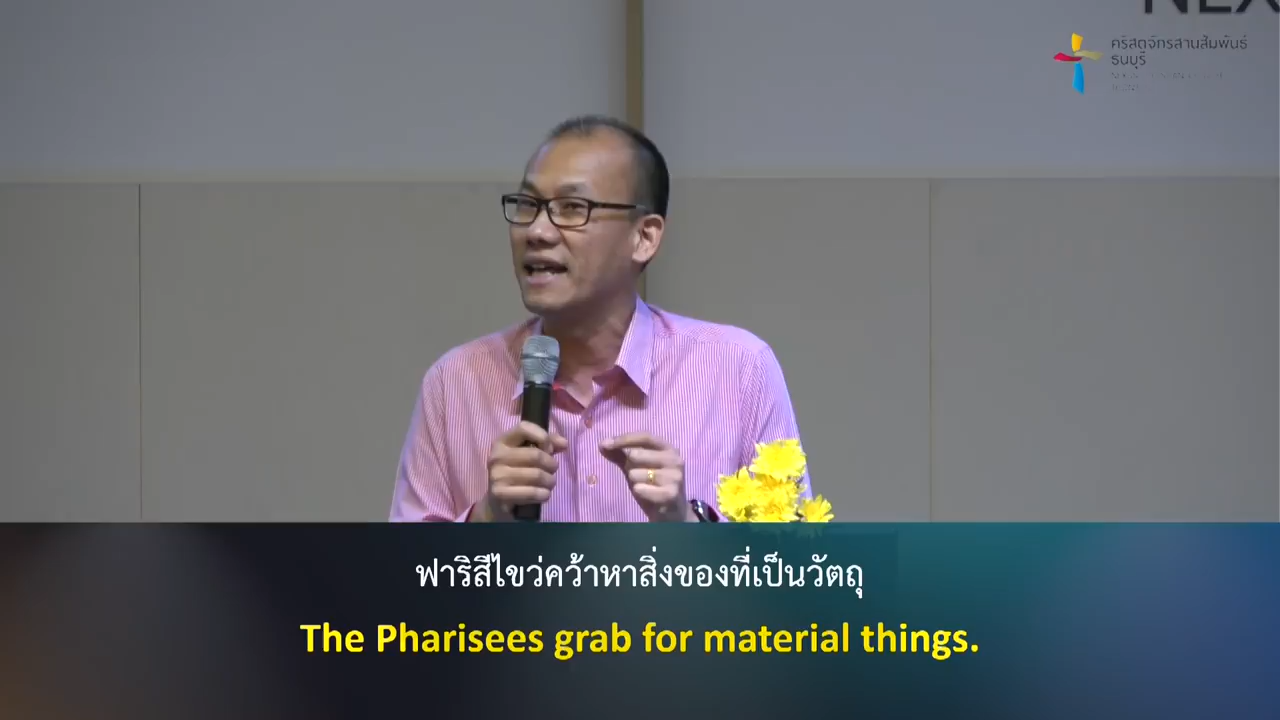 คริสตจักรสานสัมพันธ์
ธนบุรี
ฟาริสีไขว่คว้าหาสิ่งของที่เป็นวัตถุ
The Pharisees grab for material things.